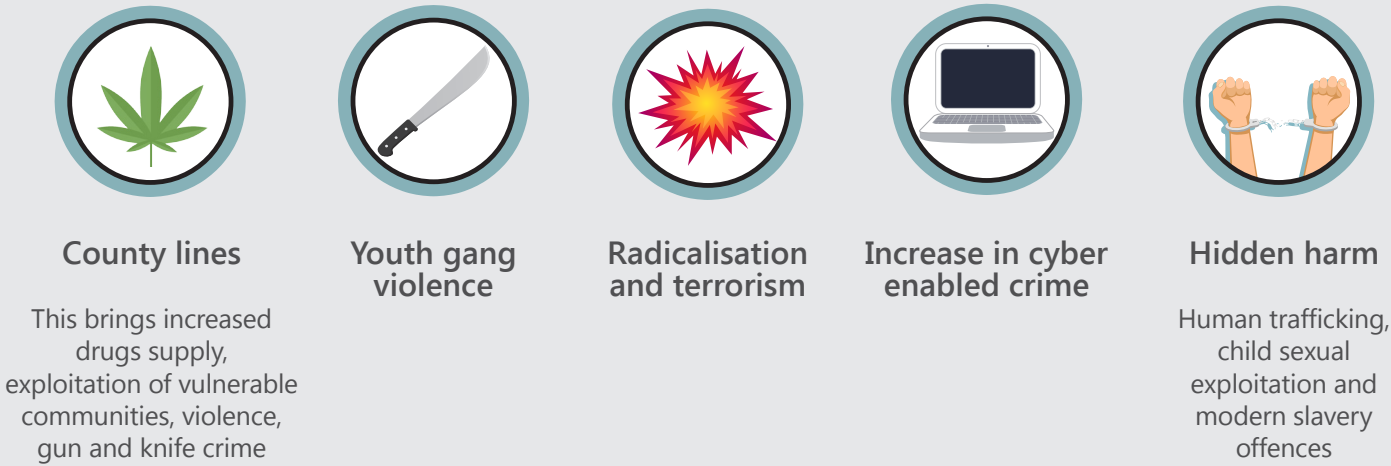 County lines
This brings increased
drugs supply,
exploitation of vulnerable
communities, violence,
gun and knife crime
Youth gang
violence
Radicalisation
and terrorism
Increase in cyber
enabled crime
Hidden harm
Human trafficking,
child sexual
exploitation and
modern slavery
offences